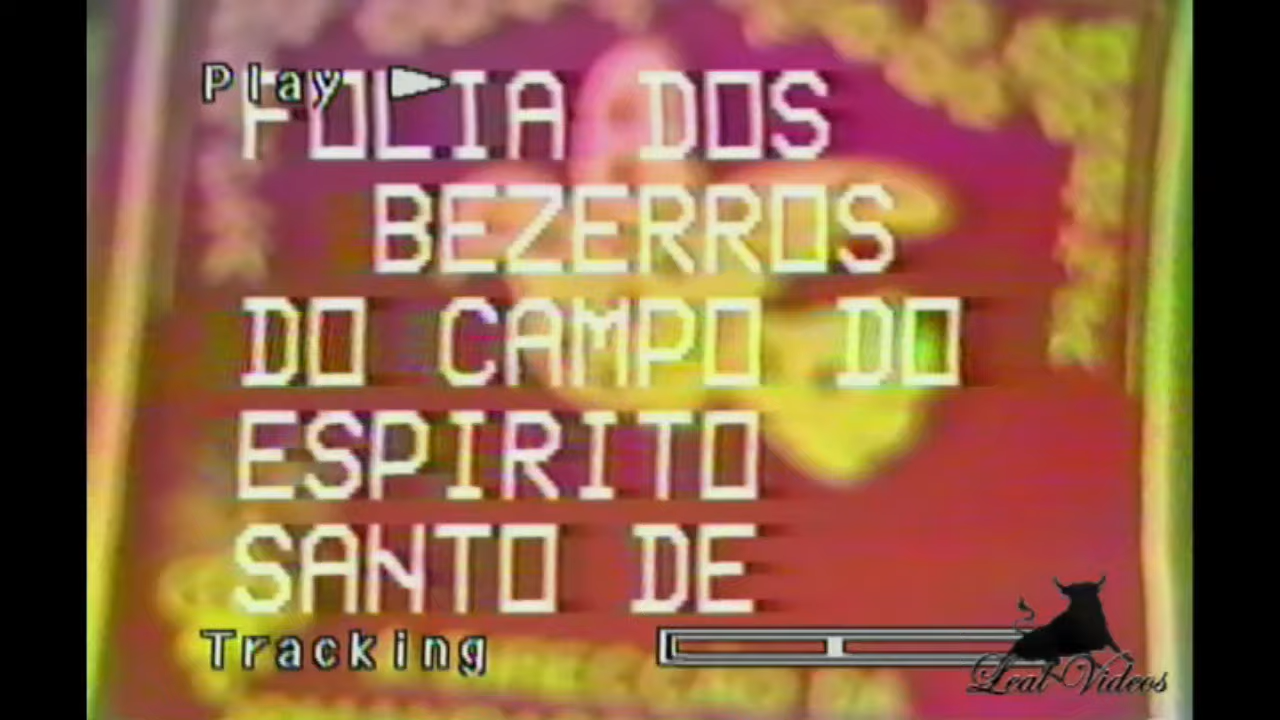 Play
FOLIA DOS
BEZERROS
DO CAMPO DO
ESPIRITO
SANTO DE
Tracking
Leal Videos